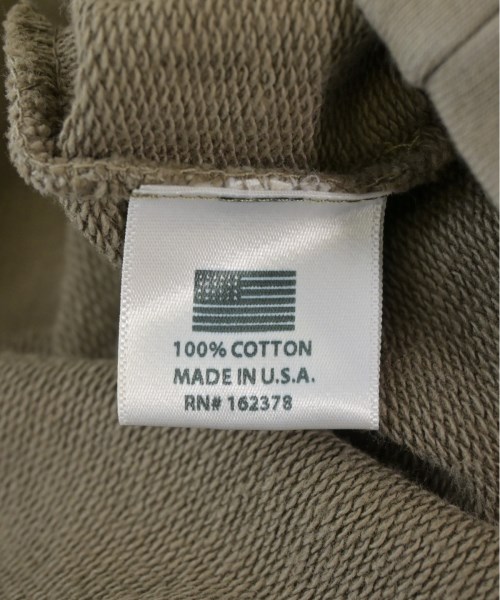 100% COTTON
MADE IN U.S.A.
RN# 162378